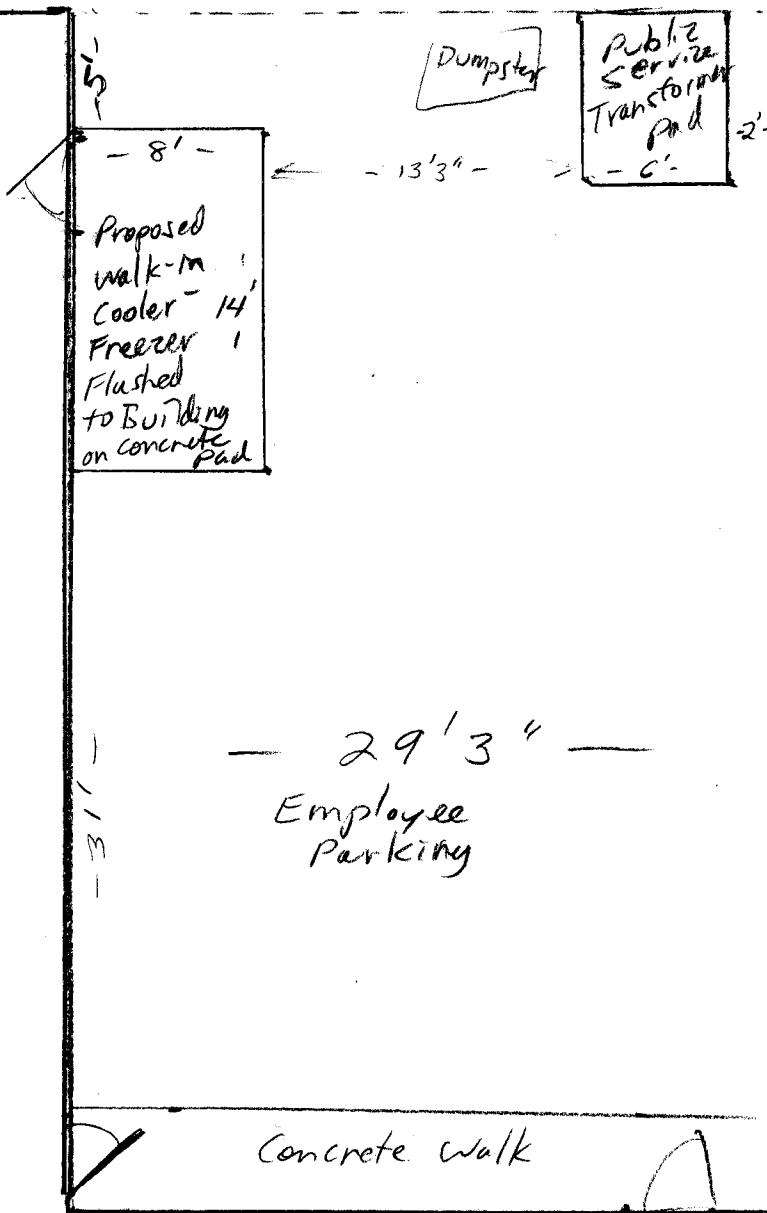 -5'-
Dumpster
Public
Service
Transformer
Pad
-2'-
- 6'-
- 8' -
- 13'3" -
Proposed
walk-in
Cooler - 14'
Freezer
Flushed
to Building
on concrete
pad
- 31' -
— 29'3" —
Employee
Parking
Concrete Walk